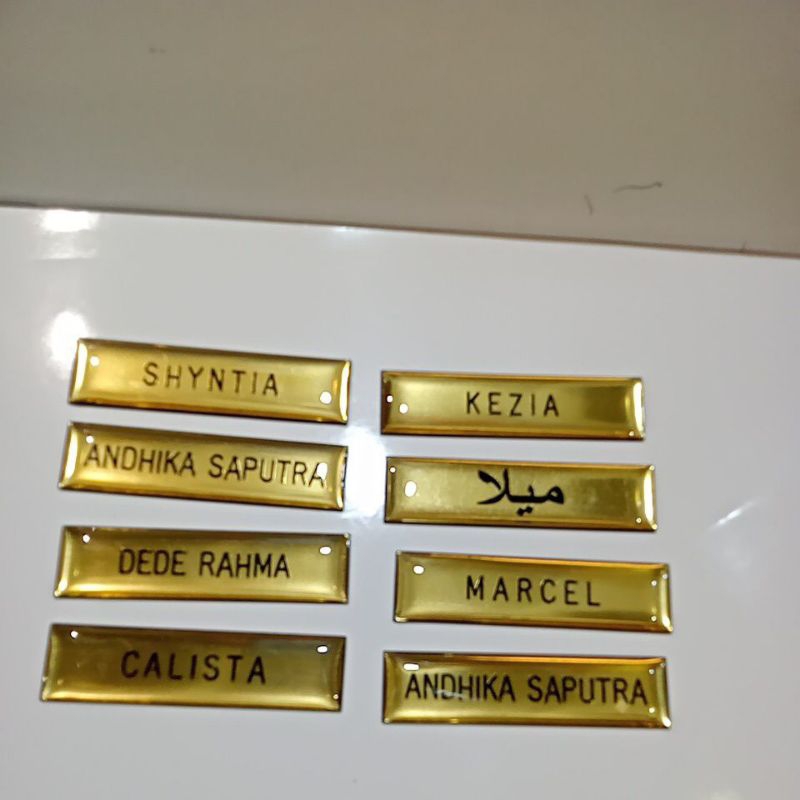 SHYNTIA
KEZIA
ANDHIKA SAPUTRA
ميلا
DEDE RAHMA
MARCEL
CALISTA
ANDHIKA SAPUTRA